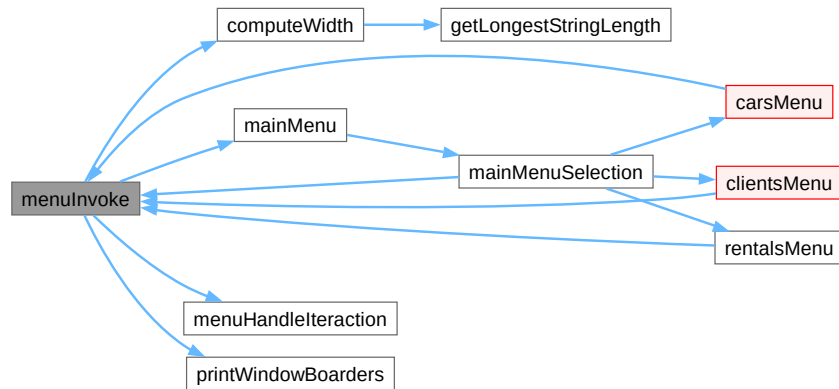 computeWidth
getLongestStringLength
carsMenu
mainMenu
mainMenuSelection
clientsMenu
menuInvoke
rentalsMenu
menuHandleIteraction
printWindowBoarders